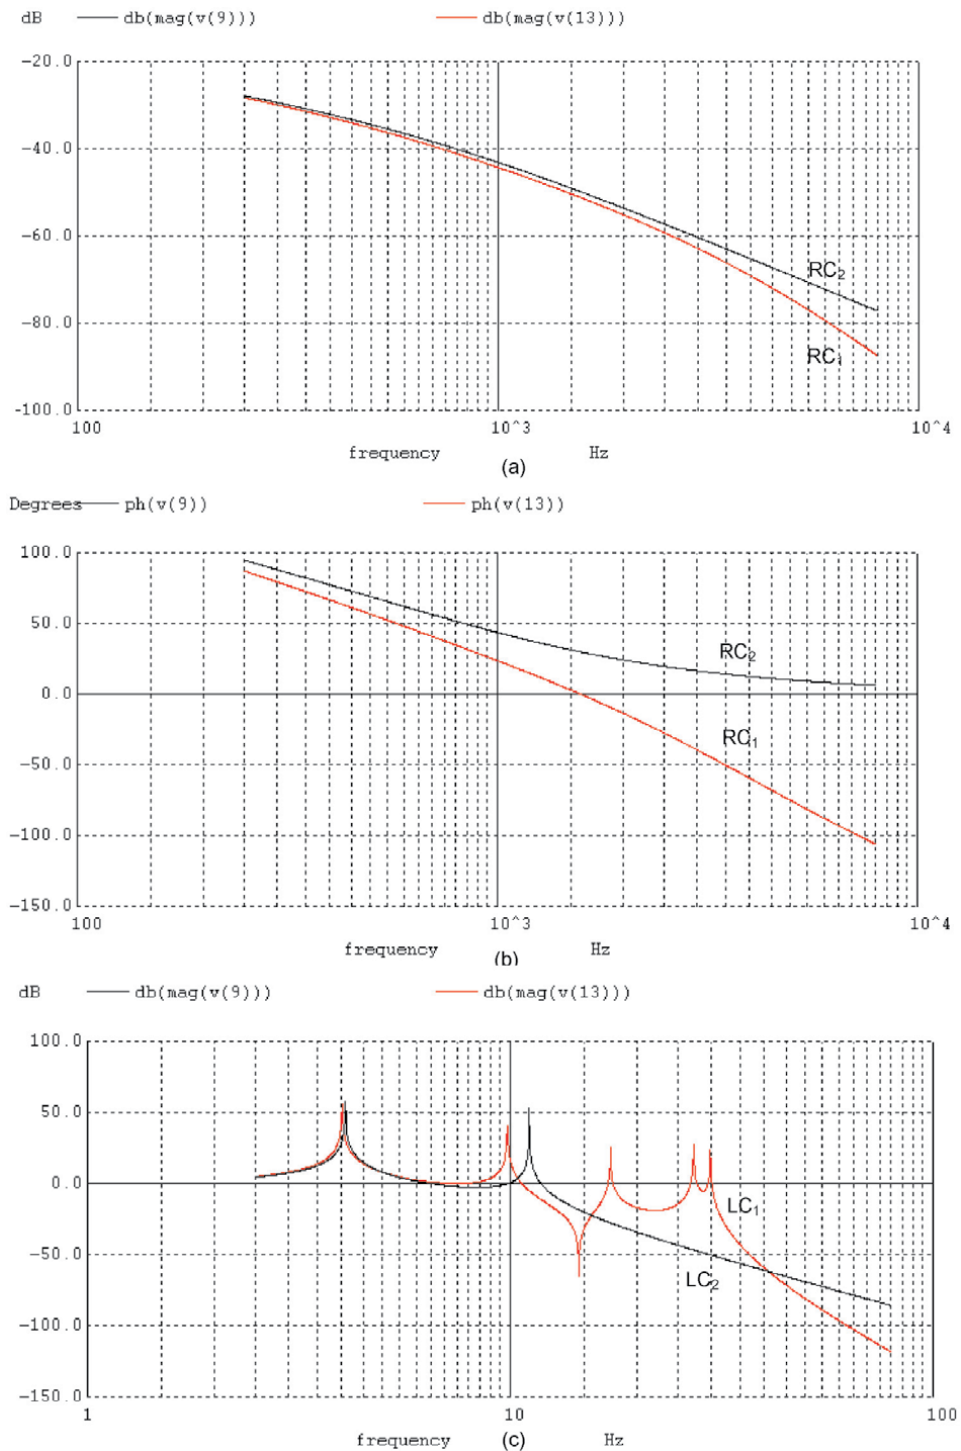 dB db(mag(v(9))) db(mag(v(13)))
-20.0
-40.0
-60.0
RC₂
-80.0
RC₁
-100.0
100 10^3 10^4
frequency Hz
(a)
Degrees ph(v(9)) ph(v(13))
100.0
50.0
RC₂
0.0
RC₁
-50.0
-100.0
-150.0
100 10^3 10^4
frequency Hz
(b)
dB db(mag(v(9))) db(mag(v(13)))
100.0
50.0
0.0
LC₁
-50.0
LC₂
-100.0
-150.0
1 10 100
frequency (c) Hz